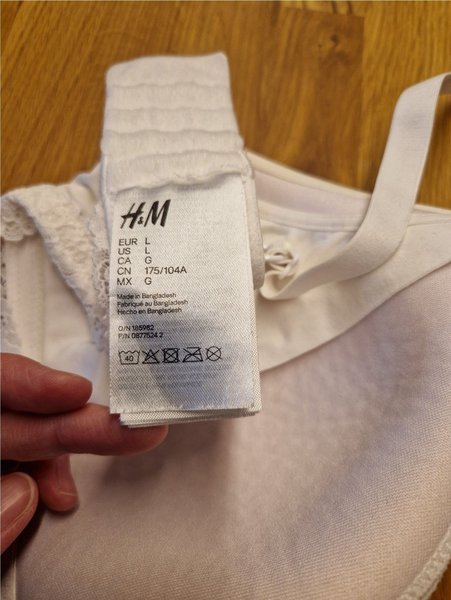 H&M
EUR L
US L
CA G
CN 175/104A
MX G
Made in Bangladesh
Fabriqué au Bangladesh
Hecho en Bangladesh
O/N 185962
P/N 0877524 2
40